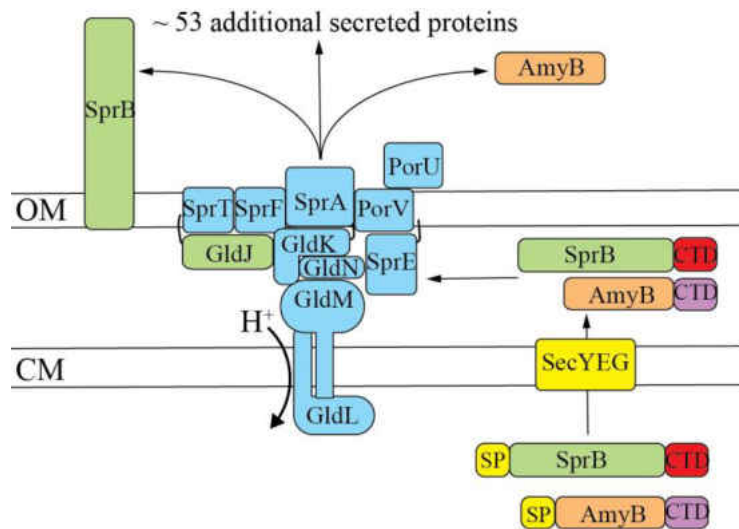 ~ 53 additional secreted proteins
SprB
AmyB
PorU
OM
SprT
SprF
SprA
PorV
GldJ
GldK
GldN
SprE
SprB CTD
AmyB CTD
GldM
H+
CM
SecYEG
GldL
SP SprB CTD
SP AmyB CTD